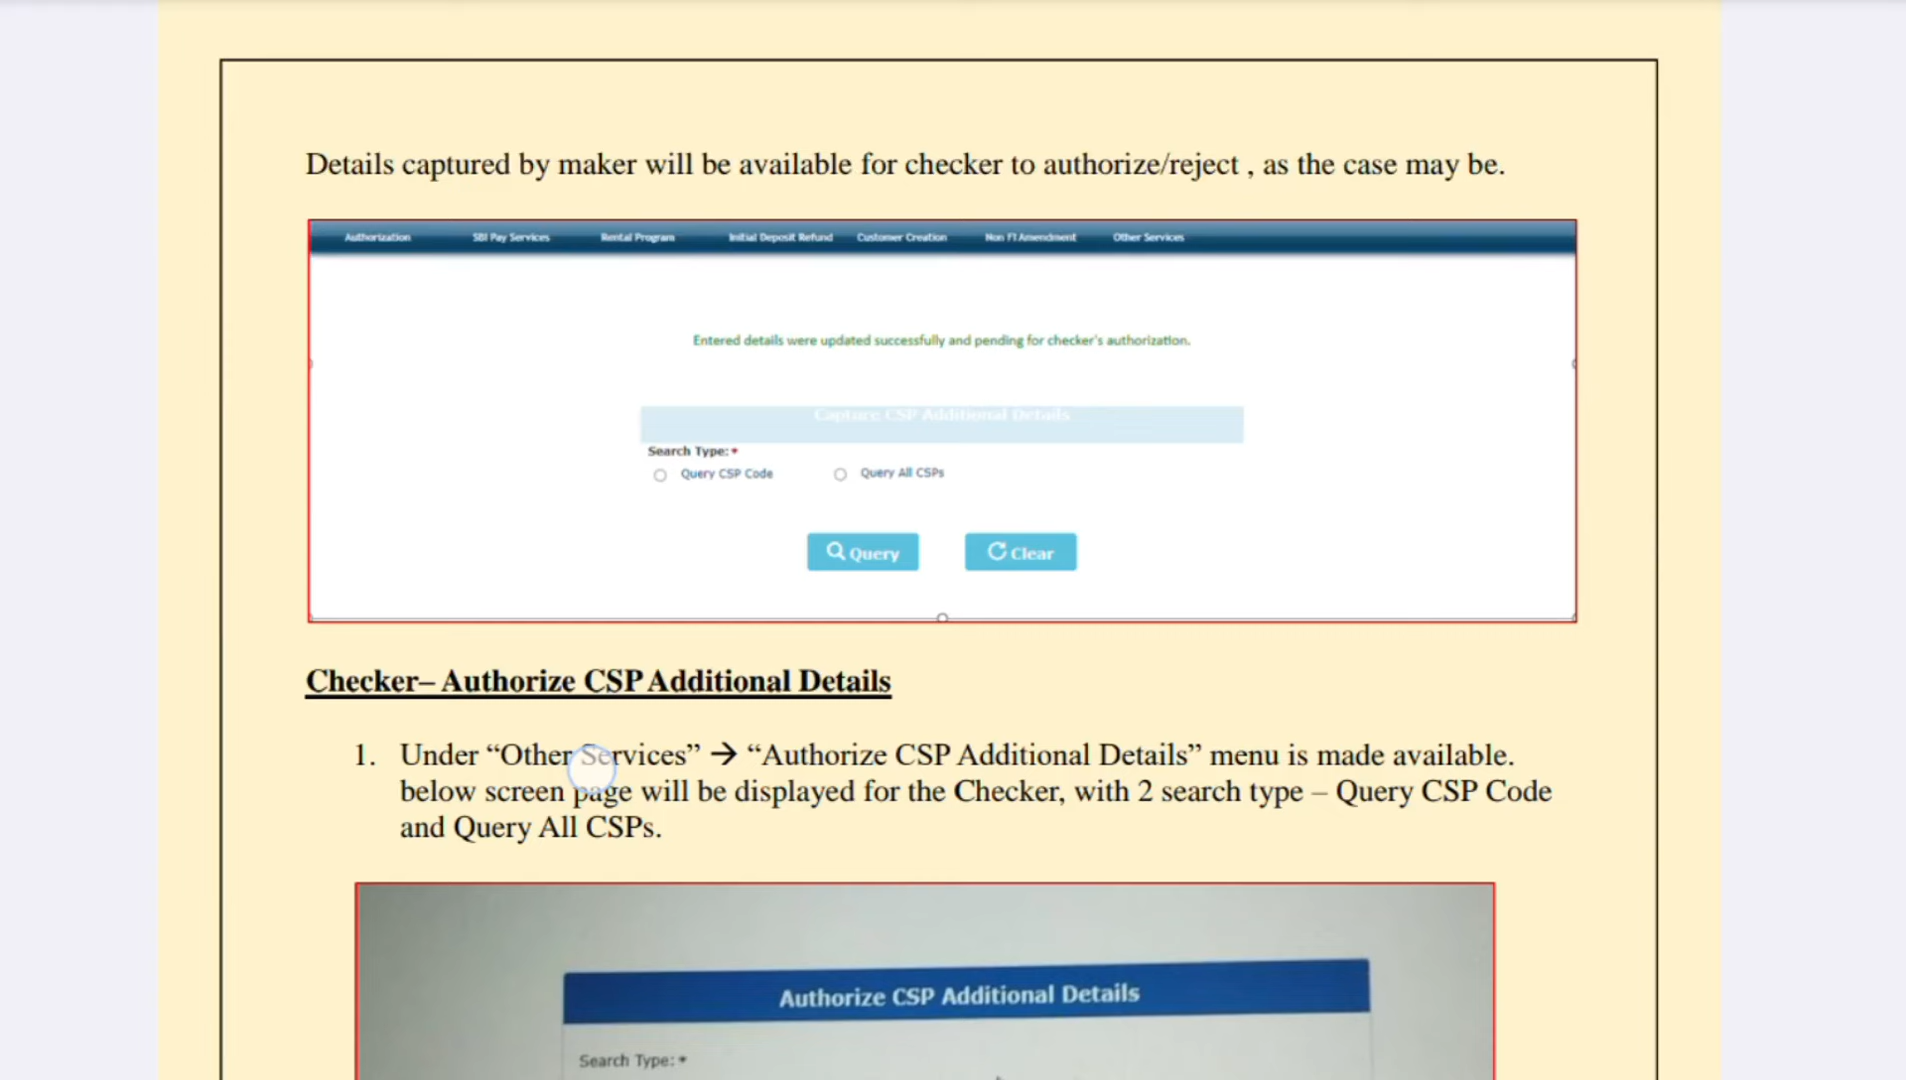 Details captured by maker will be available for checker to authorize/reject , as the case may be.
Authorization SBI Pay Services Rental Program Initial Deposit Refund Customer Creation Non FI Amendment Other Services
Entered details were updated successfully and pending for checker's authorization.
Capture CSP Additional Details
Search Type:*
Query CSP Code Query All CSPs
Query Clear
Checker– Authorize CSP Additional Details
1. Under “Other Services” → “Authorize CSP Additional Details” menu is made available.
below screen page will be displayed for the Checker, with 2 search type – Query CSP Code
and Query All CSPs.
Authorize CSP Additional Details
Search Type: *